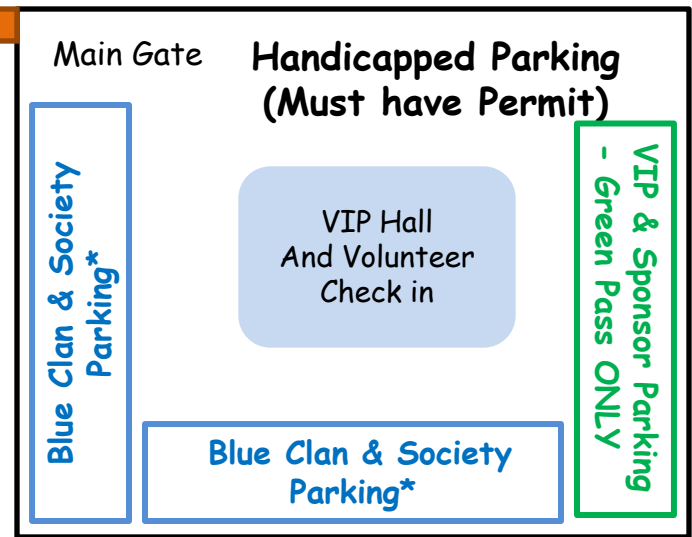 Main Gate
Handicapped Parking
(Must have Permit)
Blue Clan & Society
Parking*
VIP Hall
And Volunteer
Check in
VIP & Sponsor Parking
– Green Pass ONLY
Blue Clan & Society
Parking*